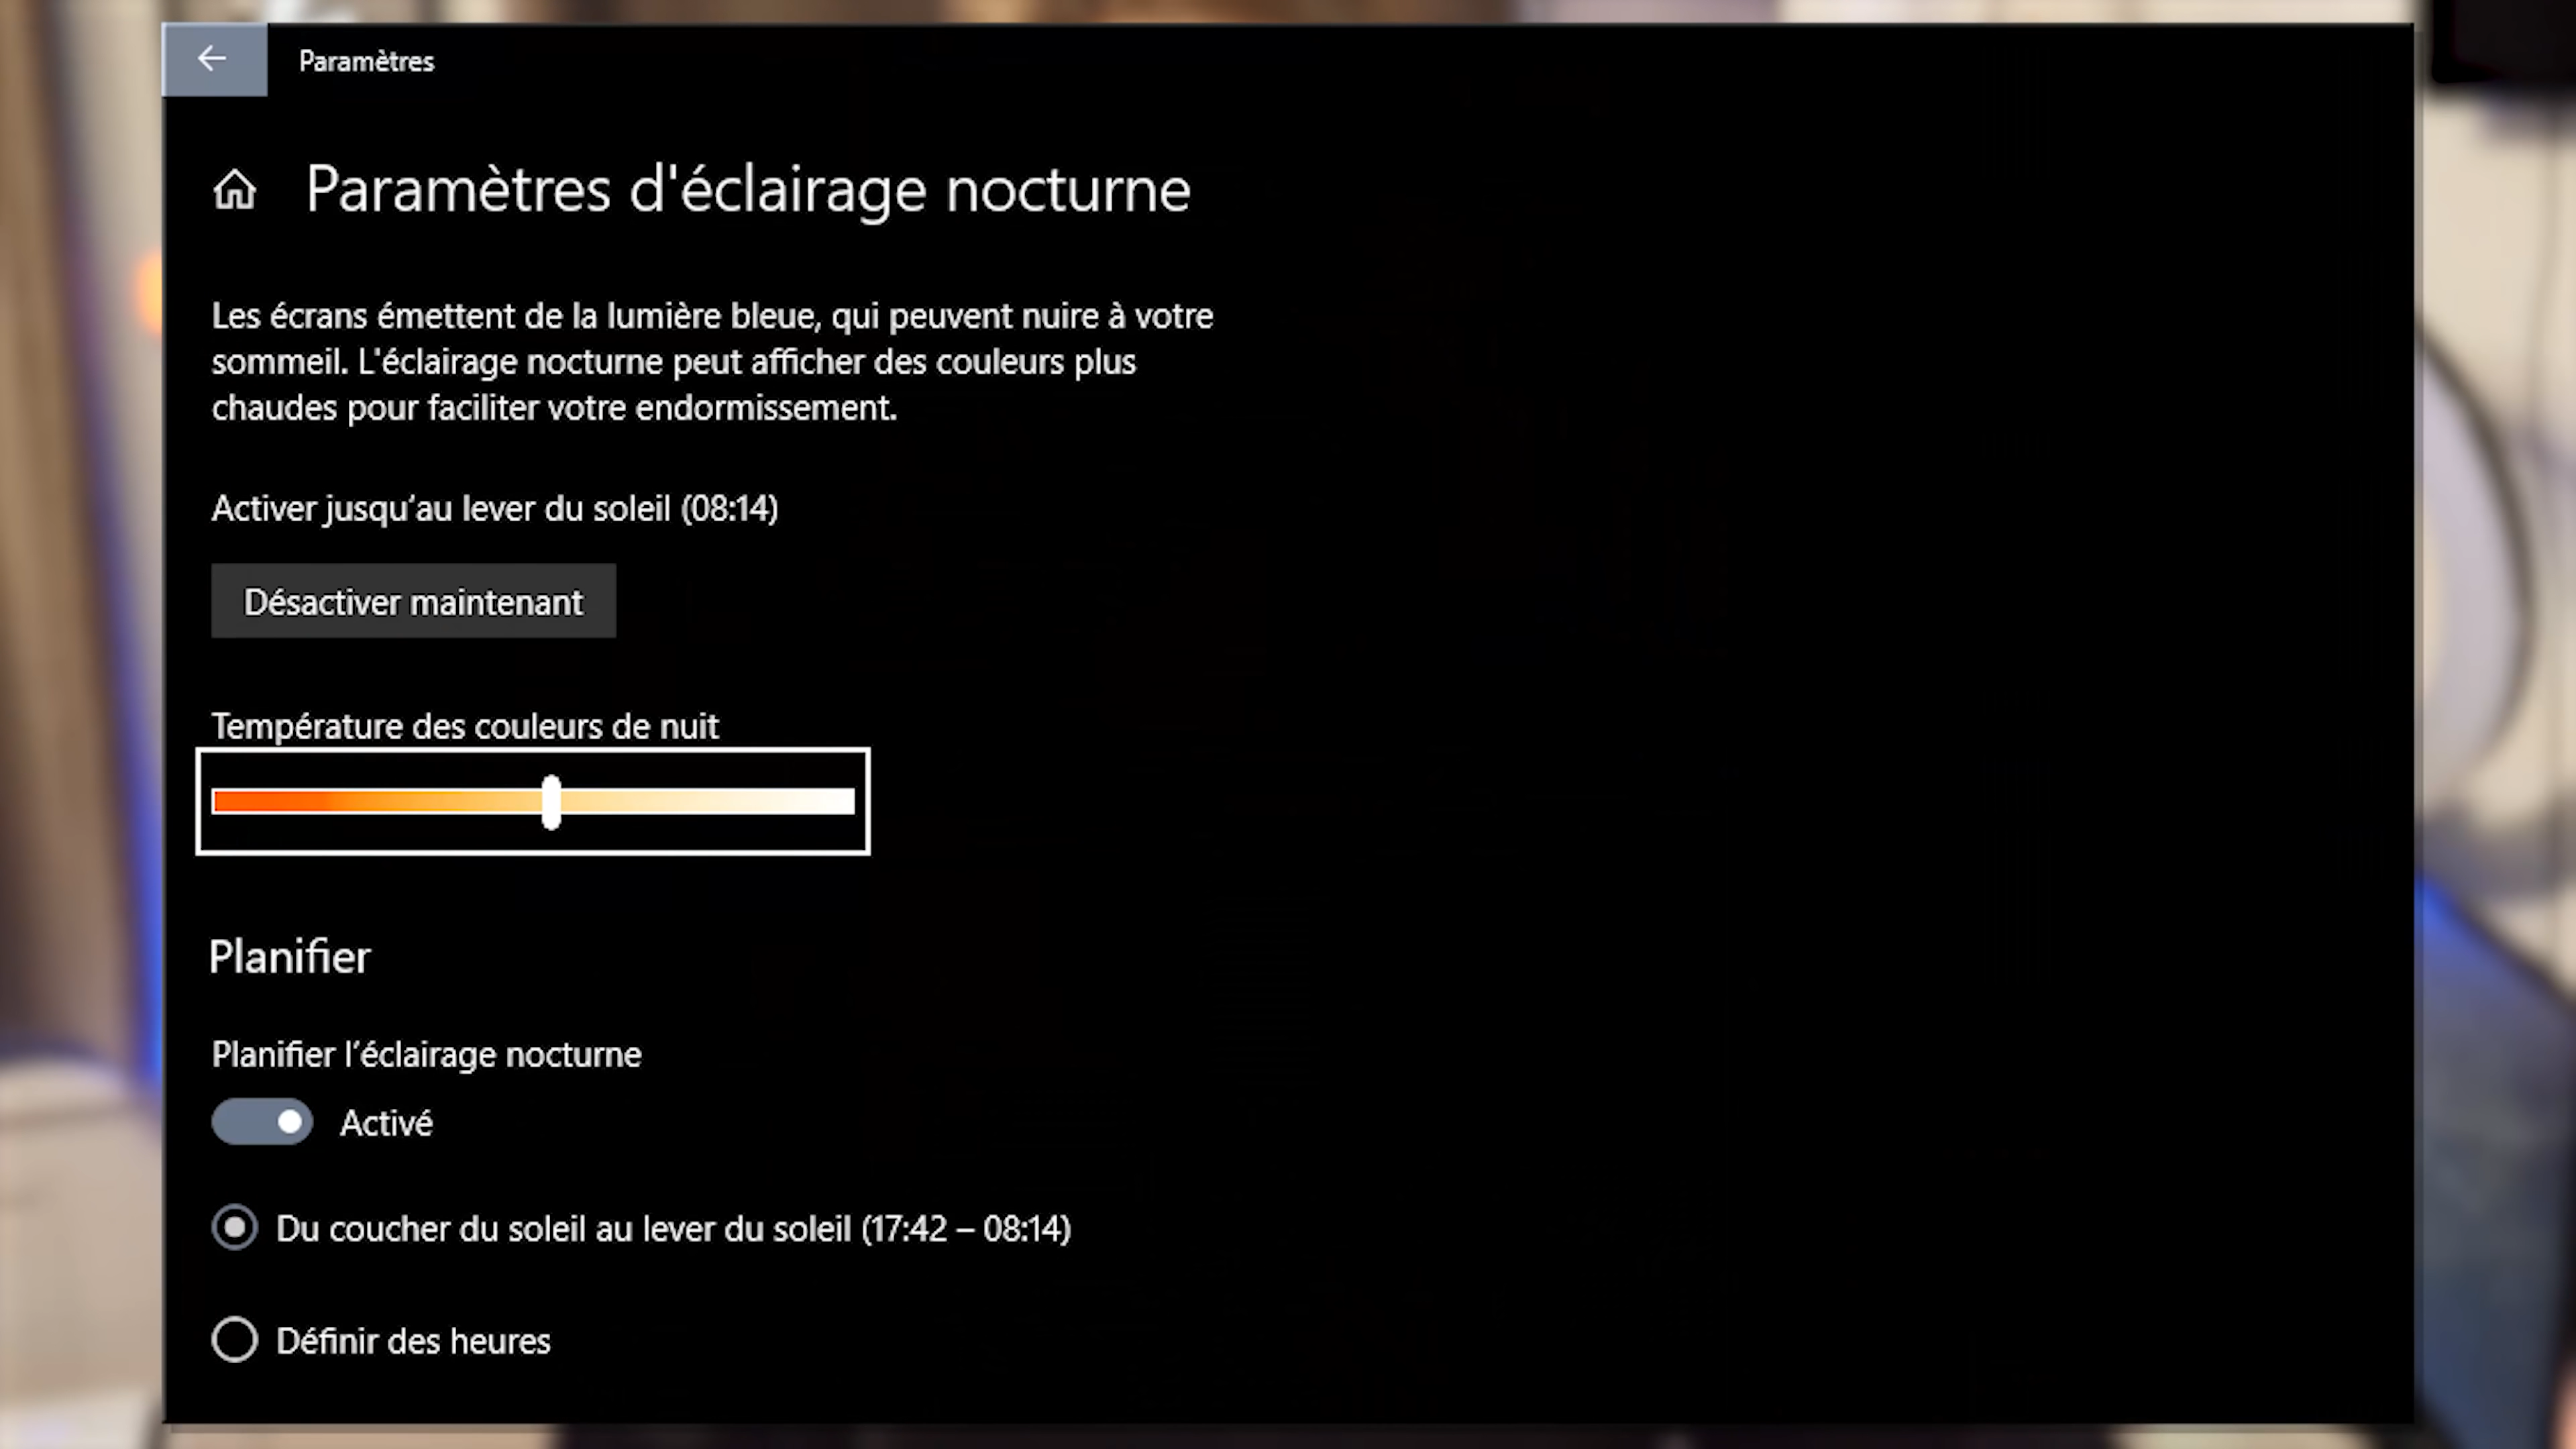 Paramètres
Paramètres d'éclairage nocturne
Les écrans émettent de la lumière bleue, qui peuvent nuire à votre
sommeil. L'éclairage nocturne peut afficher des couleurs plus
chaudes pour faciliter votre endormissement.
Activer jusqu’au lever du soleil (08:14)
Désactiver maintenant
Température des couleurs de nuit
Planifier
Planifier l’éclairage nocturne
Activé
Du coucher du soleil au lever du soleil (17:42 – 08:14)
Définir des heures